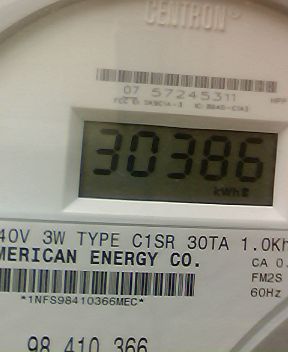 CENTRON®
07 57245311
30386
kWh
40V 3W TYPE C1SR 30TA 1.0Kh
MERICAN ENERGY CO.
CA 0.
FM2S
60Hz
*1NFS98410366MEC*
98 410 366